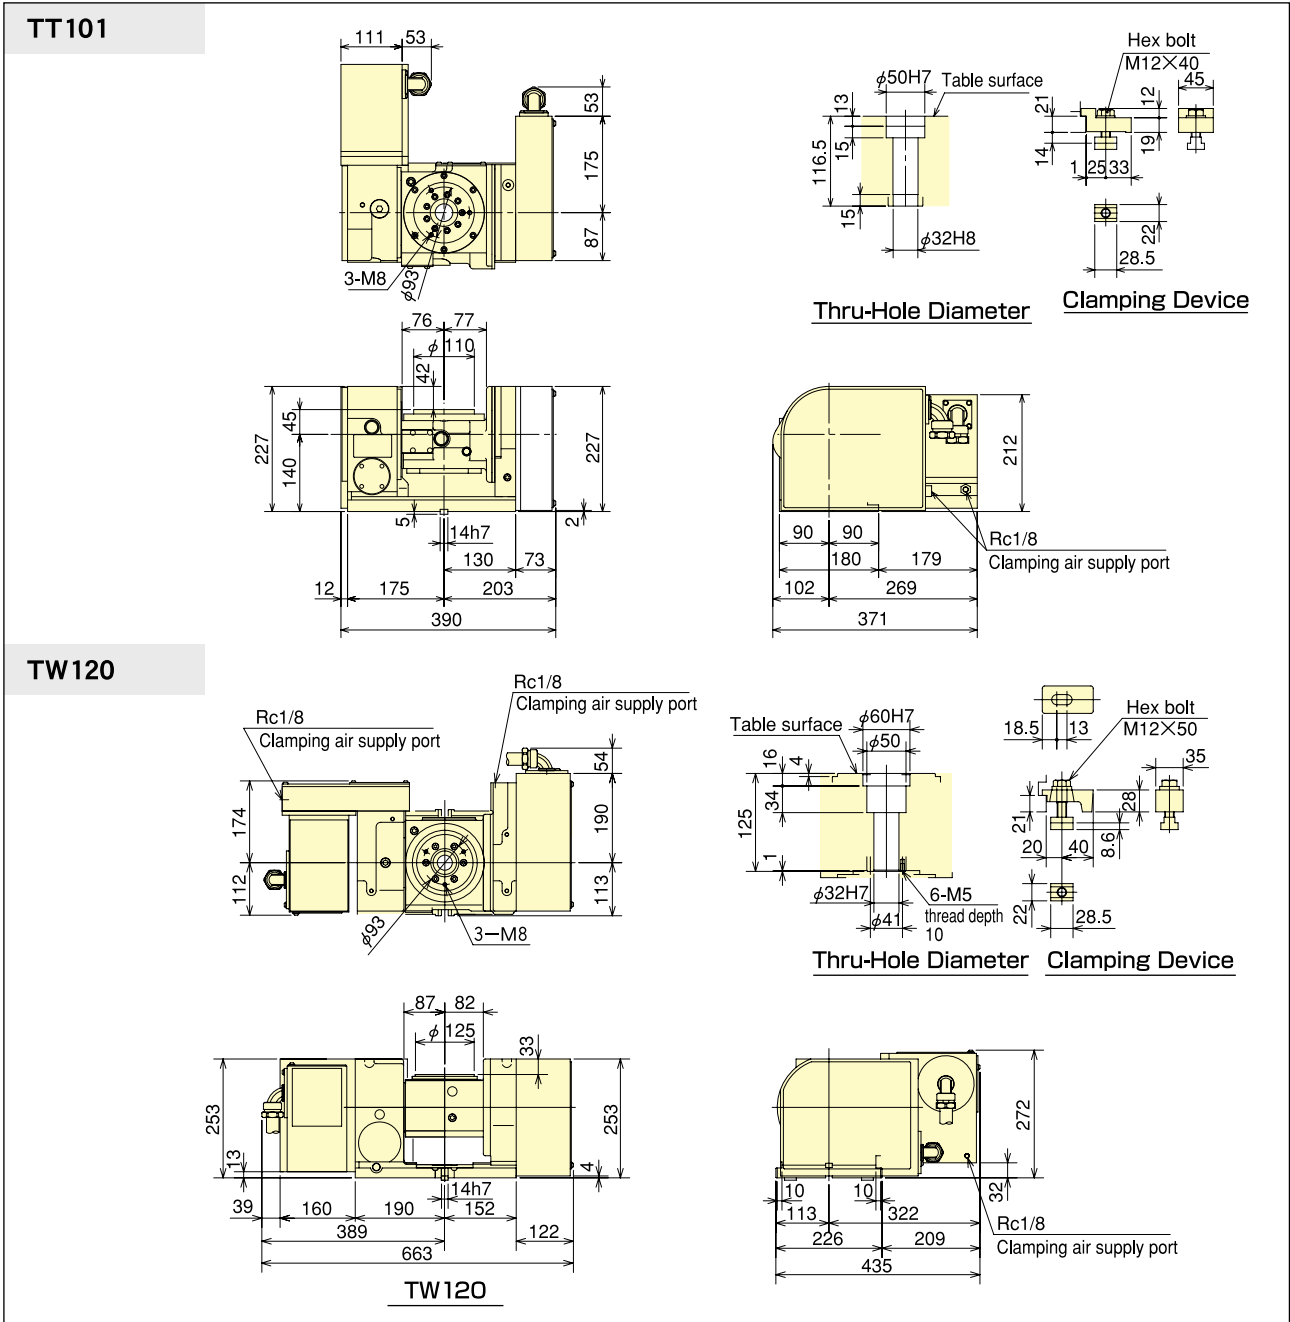 TT101
111
53
53
175
87
3-M8
φ93
φ50H7
Table surface
13
15
116.5
15
φ32H8
Thru-Hole Diameter
Hex bolt
M12×40
45
21
14
12
19
1
25
33
22
28.5
Clamping Device
76
77
φ110
42
45
227
140
227
5
14h7
2
130
73
12
175
203
390
212
90
90
Rc1/8
Clamping air supply port
180
179
102
269
371
TW120
Rc1/8
Clamping air supply port
Rc1/8
Clamping air supply port
54
174
190
112
113
φ93
3-M8
Table surface
φ60H7
φ50
16
4
34
125
1
φ32H7
6-M5
thread depth
10
φ41
Thru-Hole Diameter
18.5
13
Hex bolt
M12×50
35
28
21
8.6
20
40
22
28.5
Clamping Device
87
82
φ125
33
253
253
13
4
14h7
39
160
190
152
389
122
663
TW120
272
32
10
10
113
322
Rc1/8
Clamping air supply port
226
209
435